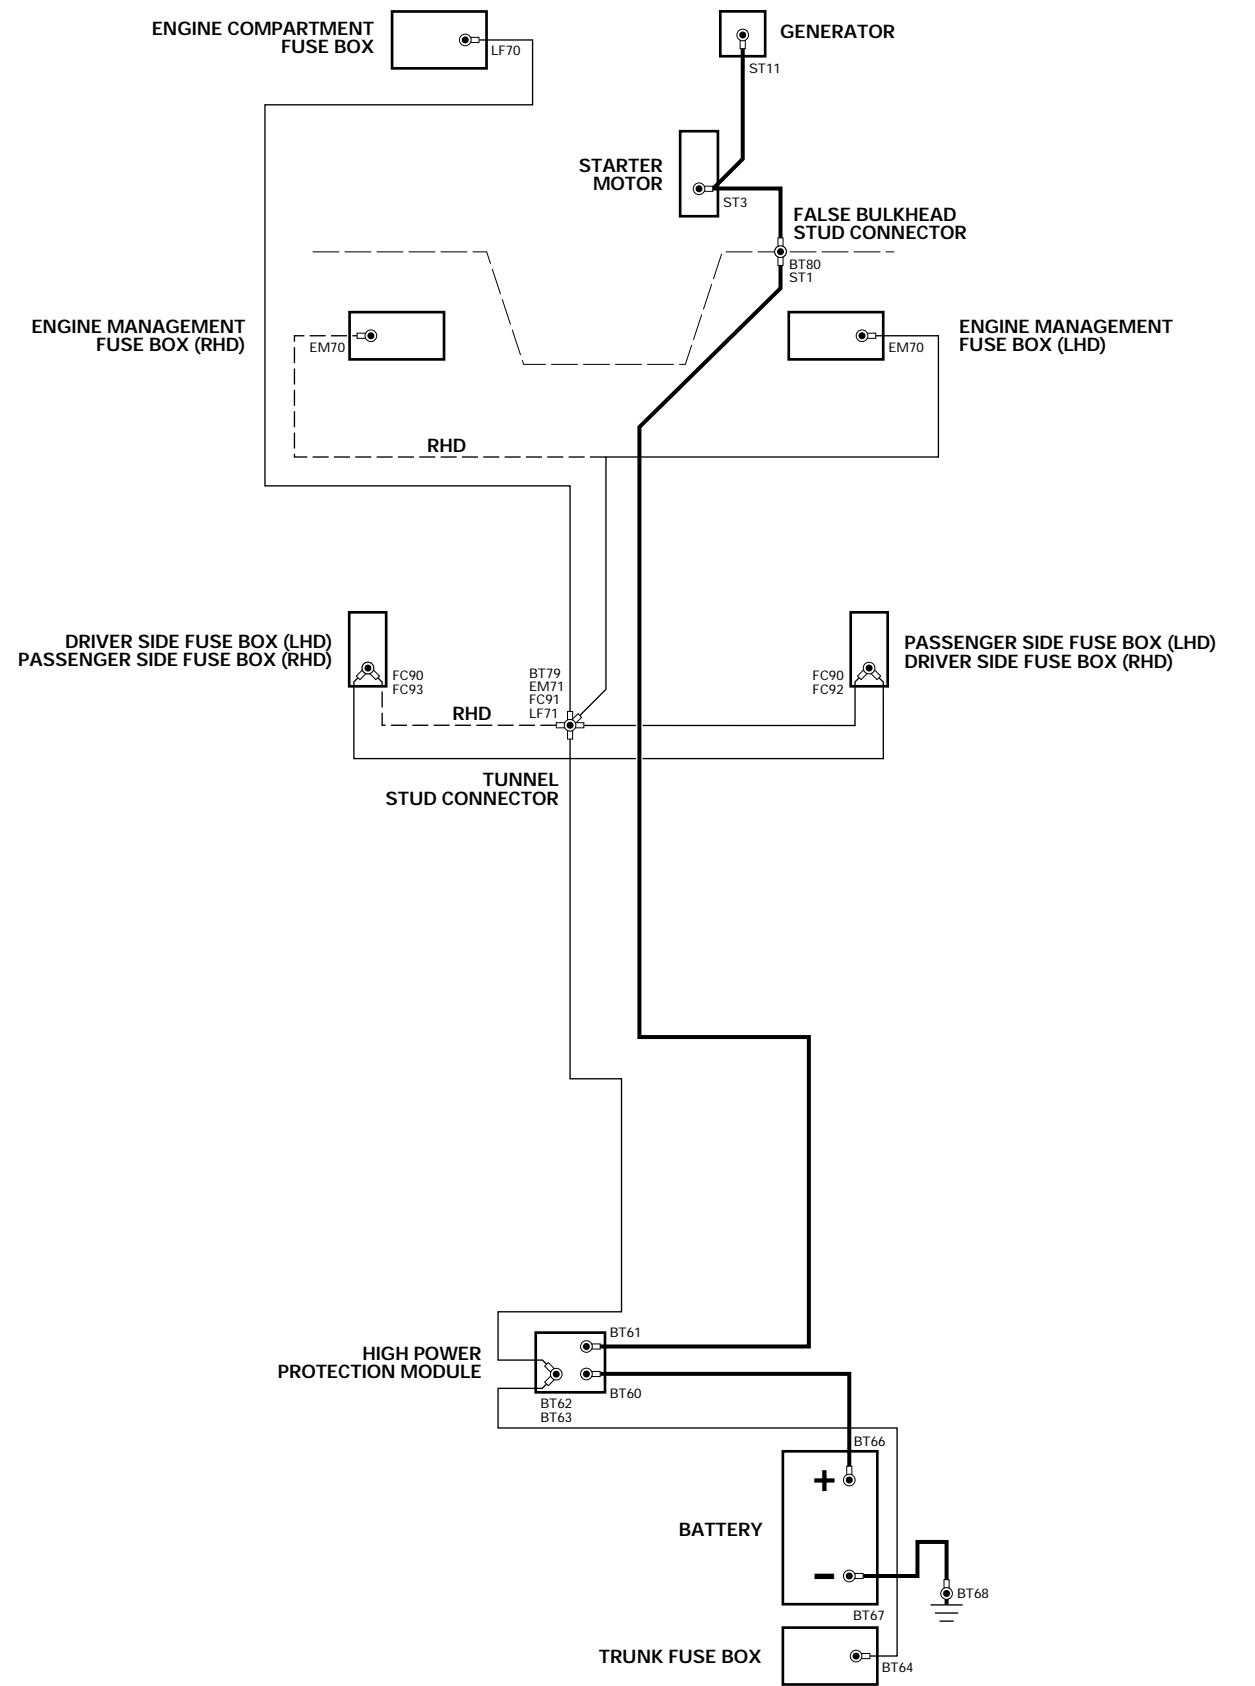 ENGINE COMPARTMENT
FUSE BOX
LF70
GENERATOR
ST11
STARTER
MOTOR
ST3
FALSE BULKHEAD
STUD CONNECTOR
BT80
ST1
ENGINE MANAGEMENT
FUSE BOX (RHD)
EM70
EM70
ENGINE MANAGEMENT
FUSE BOX (LHD)
RHD
DRIVER SIDE FUSE BOX (LHD)
PASSENGER SIDE FUSE BOX (RHD)
FC90
FC93
BT79
EM71
FC91
LF71
FC90
FC92
PASSENGER SIDE FUSE BOX (LHD)
DRIVER SIDE FUSE BOX (RHD)
RHD
TUNNEL
STUD CONNECTOR
HIGH POWER
PROTECTION MODULE
BT61
BT60
BT62
BT63
BT66
+
BATTERY
–
BT68
BT67
TRUNK FUSE BOX
BT64